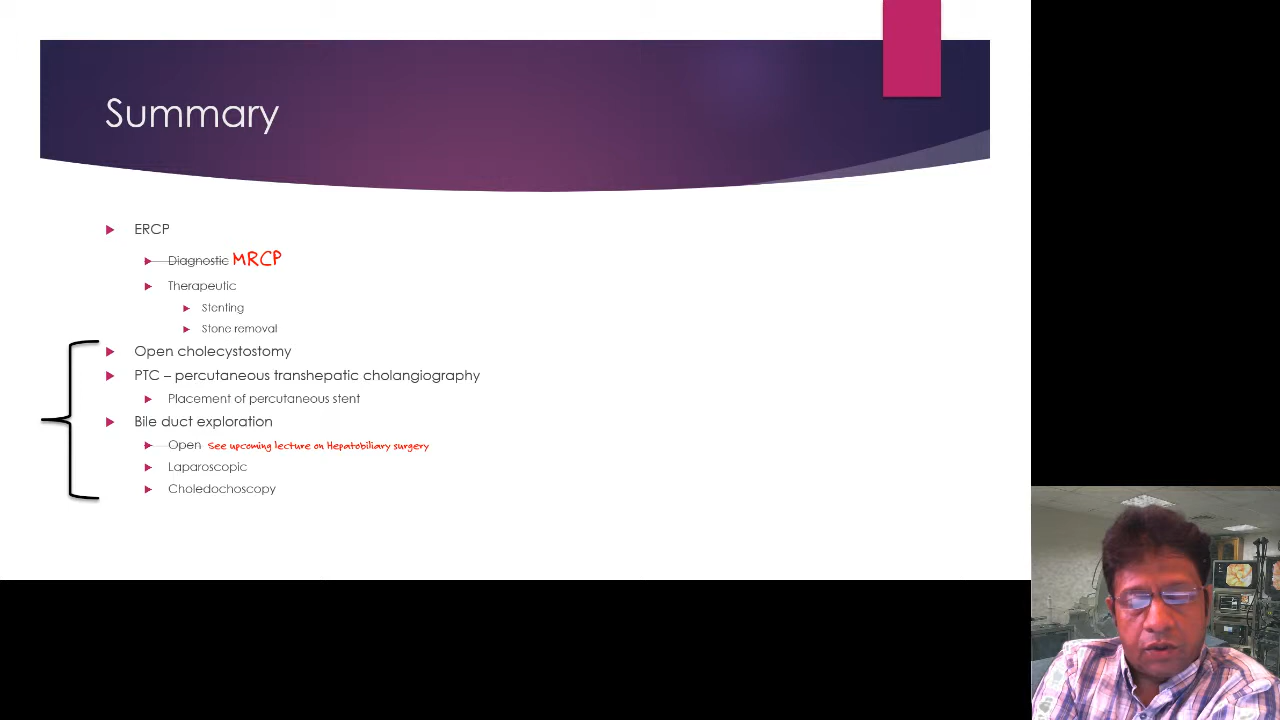 Summary
ERCP
Diagnostic MRCP
Therapeutic
Stenting
Stone removal
Open cholecystostomy
PTC – percutaneous transhepatic cholangiography
Placement of percutaneous stent
Bile duct exploration
Open See upcoming lecture on Hepatobiliary surgery
Laparoscopic
Choledochoscopy